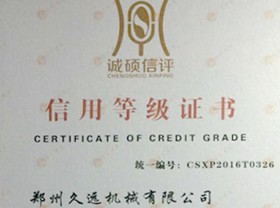 诚硕信评
CHENGSHUO XINPING
信用等级证书
CERTIFICATE OF CREDIT GRADE
统一编号：CSXP2016T0326
郑州久远机械有限公司